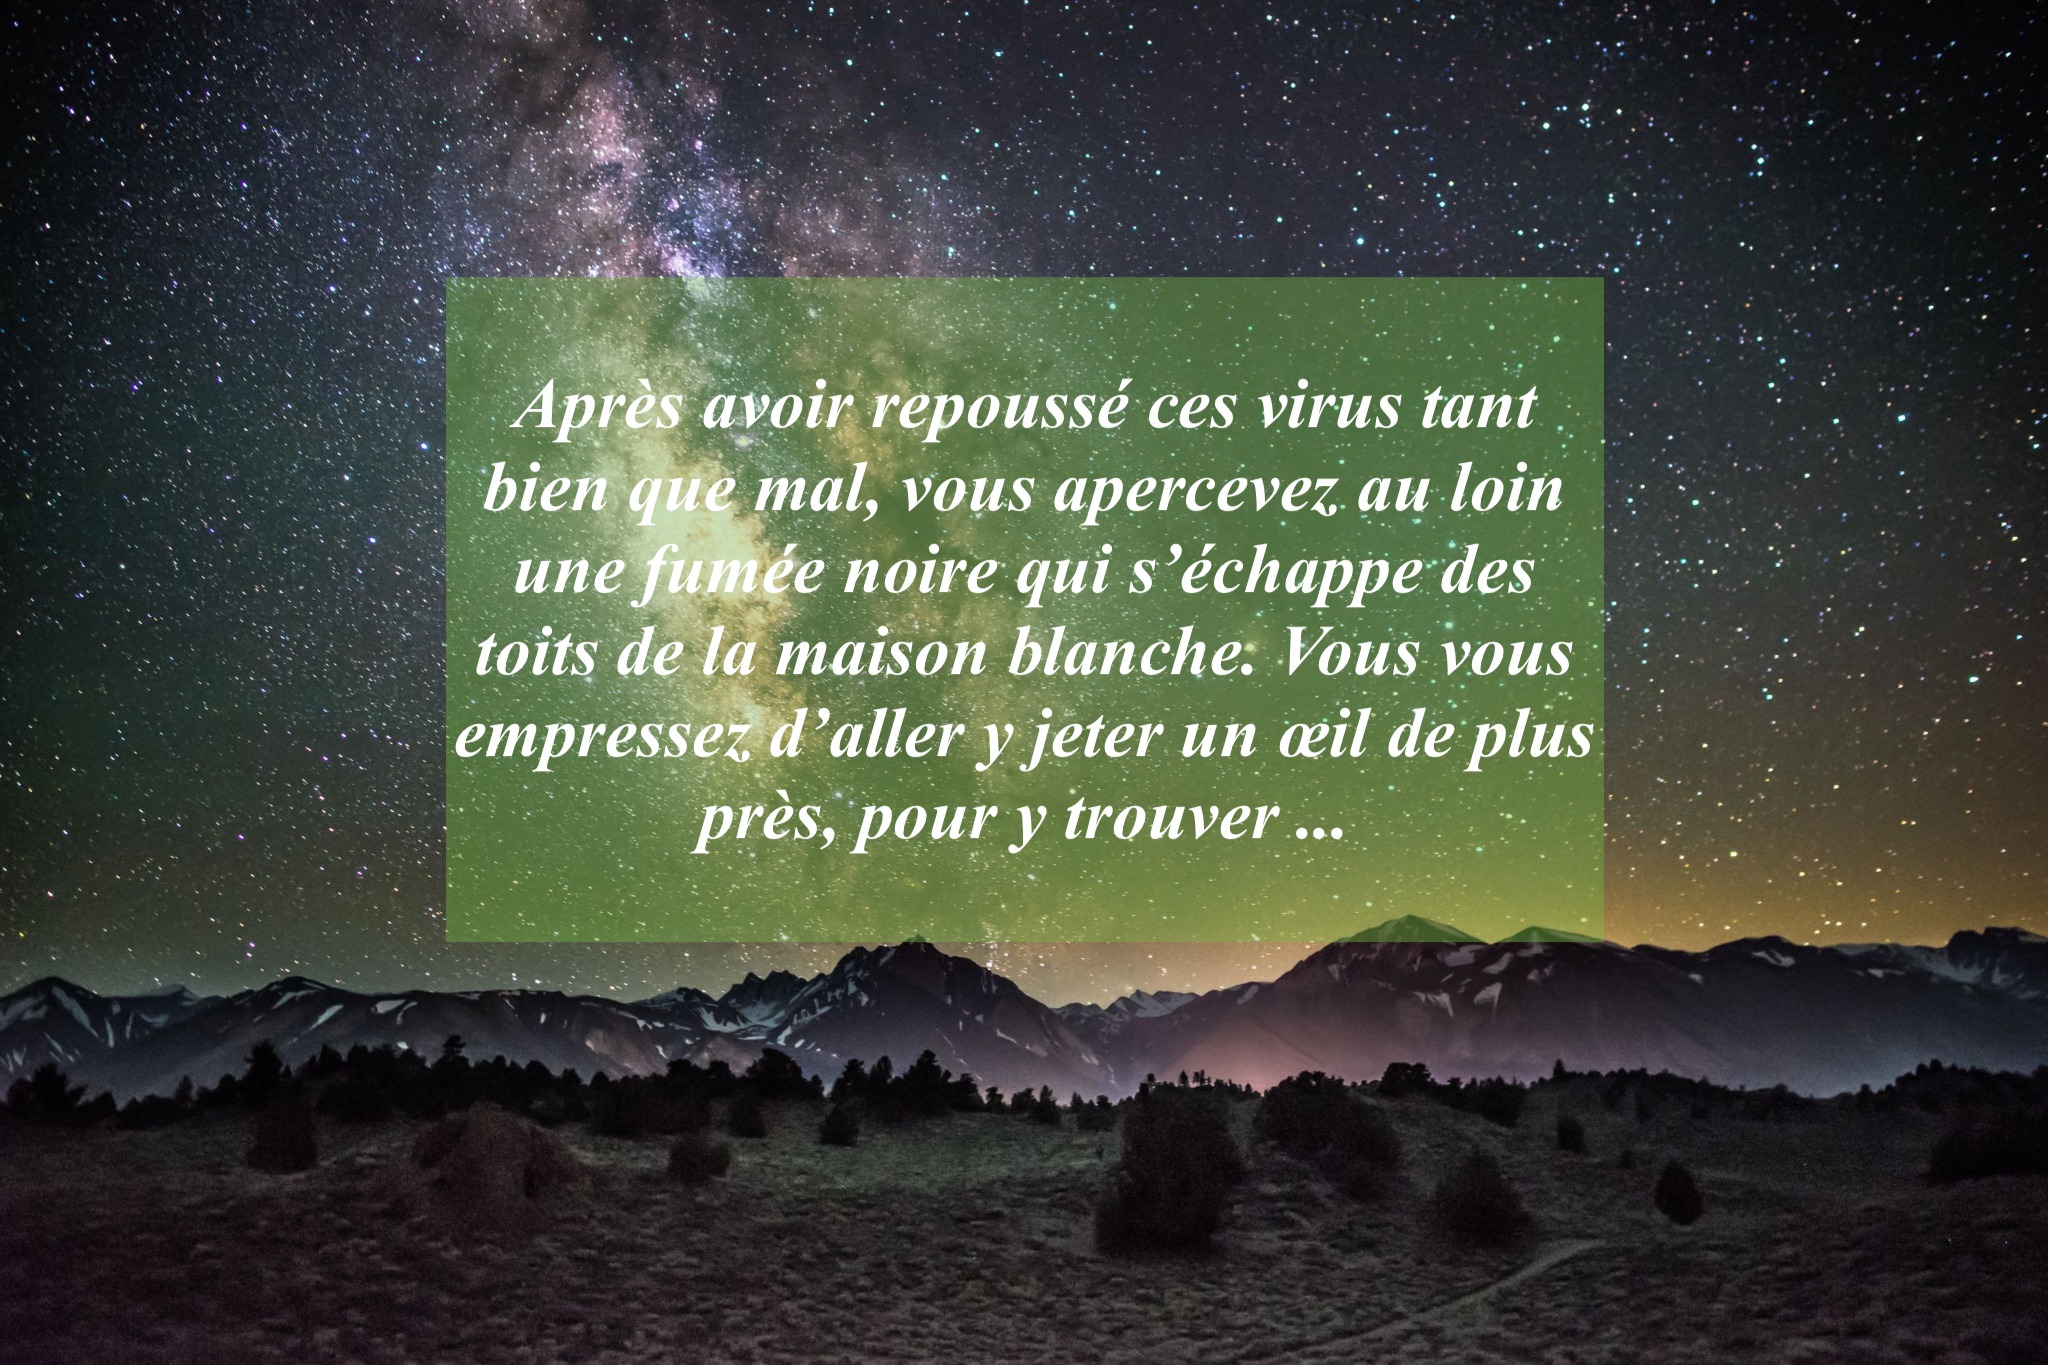 Après avoir repoussé ces virus tant
bien que mal, vous apercevez au loin
une fumée noire qui s’échappe des
toits de la maison blanche. Vous vous
empressez d’aller y jeter un œil de plus
près, pour y trouver ...